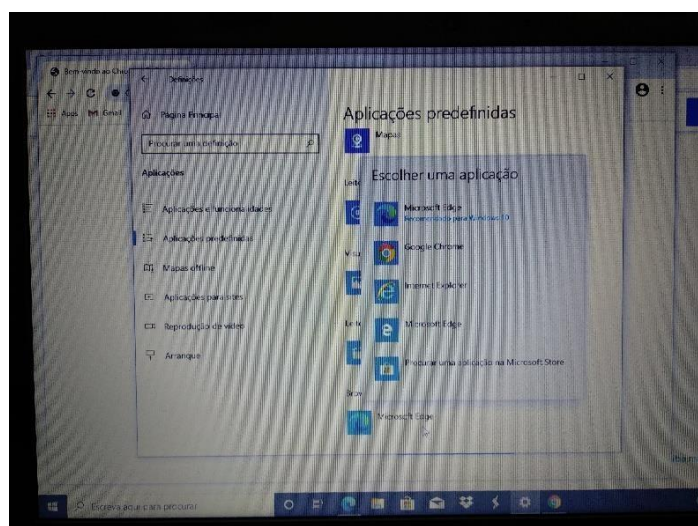 Bem-vindo ao Chro
Definições
Apps
Gmail
Página Principal
Procurar uma definição
Aplicações
Aplicações e funcionalidades
Aplicações predefinidas
Mapas offline
Aplicações para sites
Reprodução de vídeo
Arranque
Aplicações predefinidas
Mapas
Escolher uma aplicação
Microsoft Edge
Recomendado para Windows 10
Google Chrome
Internet Explorer
Microsoft Edge
Procurar uma aplicação na Microsoft Store
Microsoft Edge
Escreva aqui para procurar